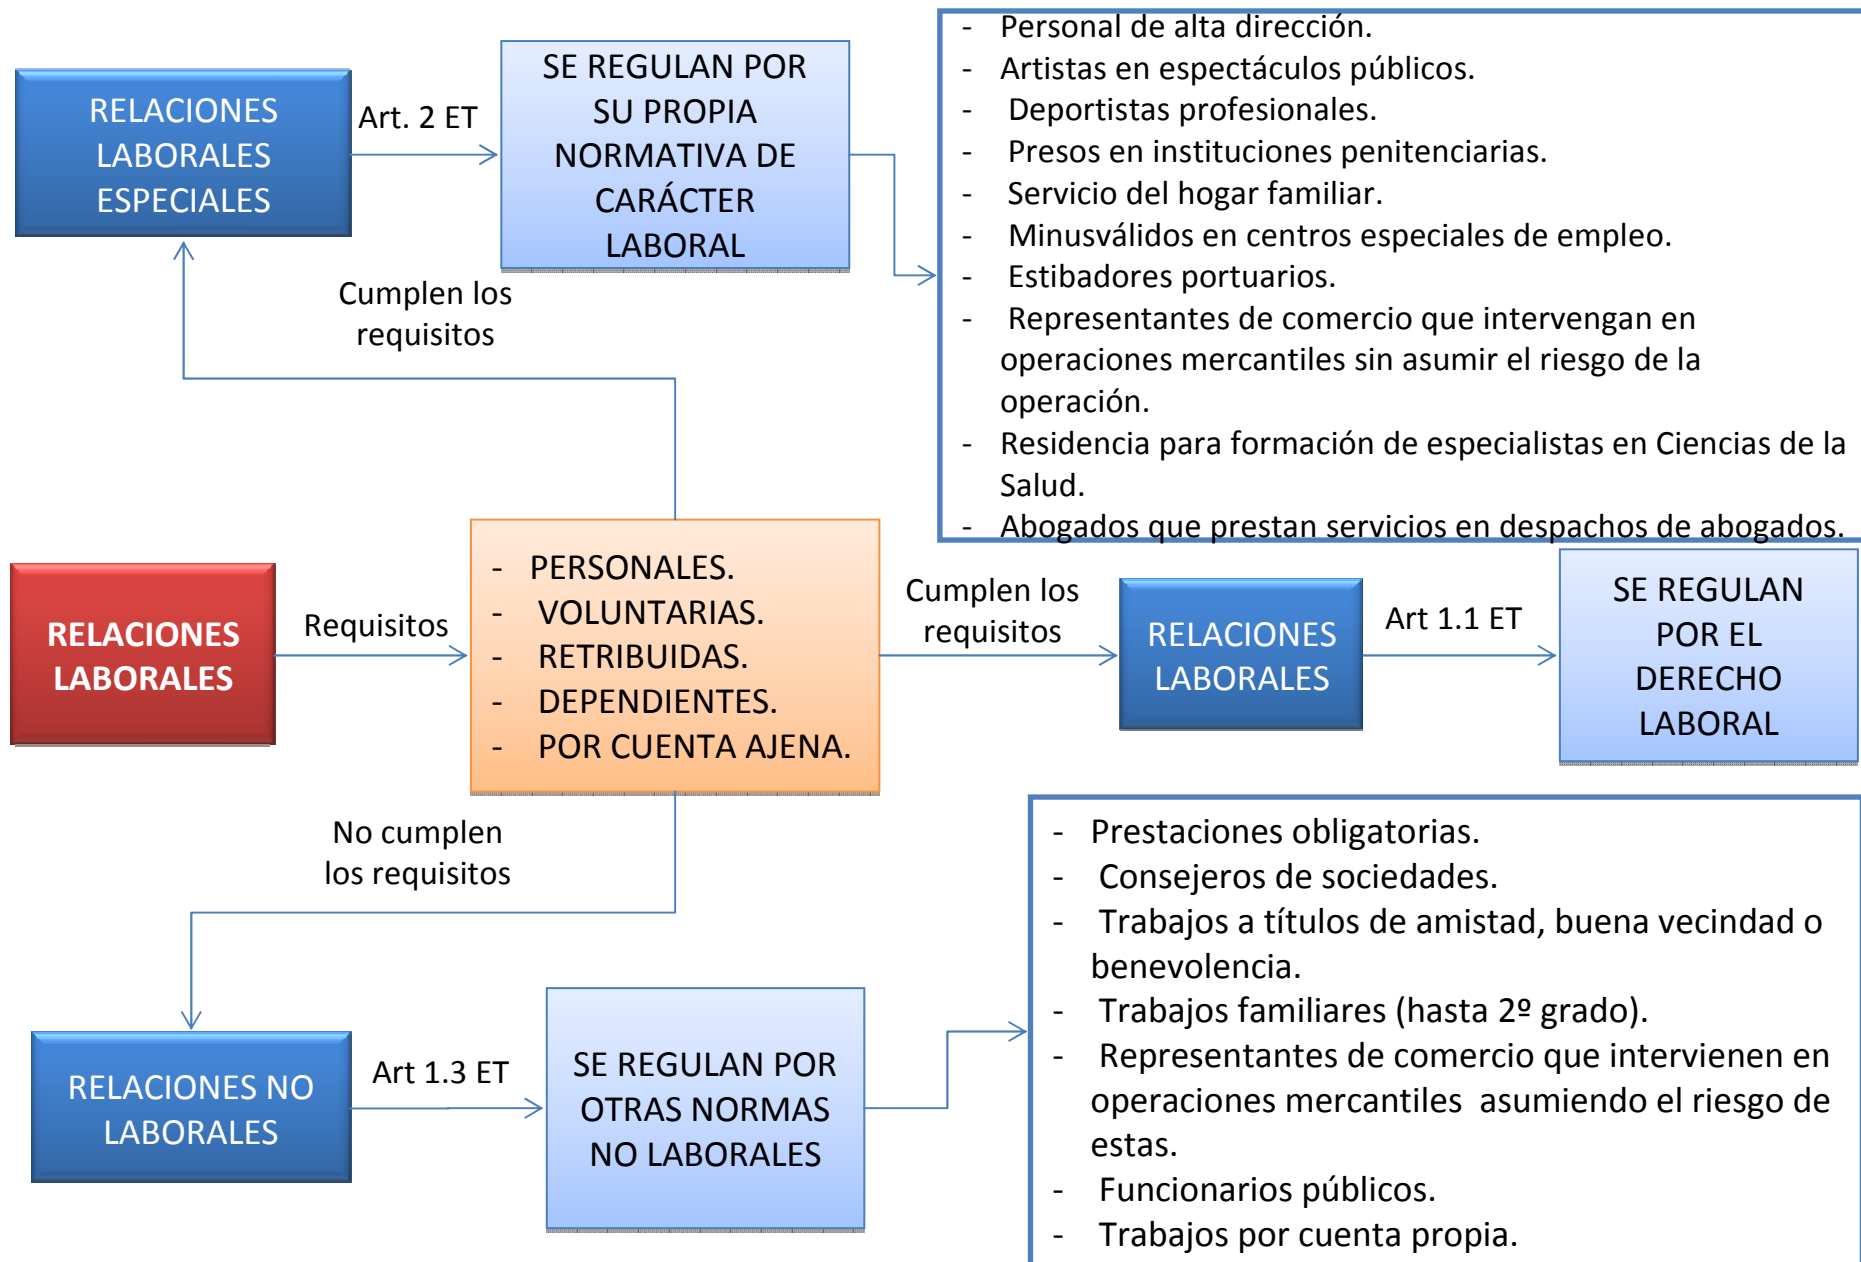 RELACIONES
LABORALES
ESPECIALES
Art. 2 ET
SE REGULAN POR
SU PROPIA
NORMATIVA DE
CARÁCTER
LABORAL
- Personal de alta dirección.
- Artistas en espectáculos públicos.
- Deportistas profesionales.
- Presos en instituciones penitenciarias.
- Servicio del hogar familiar.
- Minusválidos en centros especiales de empleo.
- Estibadores portuarios.
- Representantes de comercio que intervengan en
operaciones mercantiles sin asumir el riesgo de la
operación.
- Residencia para formación de especialistas en Ciencias de la
Salud.
- Abogados que prestan servicios en despachos de abogados.
Cumplen los
requisitos
RELACIONES
LABORALES
Requisitos
- PERSONALES.
- VOLUNTARIAS.
- RETRIBUIDAS.
- DEPENDIENTES.
- POR CUENTA AJENA.
Cumplen los
requisitos
RELACIONES
LABORALES
Art 1.1 ET
SE REGULAN
POR EL
DERECHO
LABORAL
No cumplen
los requisitos
RELACIONES NO
LABORALES
Art 1.3 ET
SE REGULAN POR
OTRAS NORMAS
NO LABORALES
- Prestaciones obligatorias.
- Consejeros de sociedades.
- Trabajos a títulos de amistad, buena vecindad o
benevolencia.
- Trabajos familiares (hasta 2º grado).
- Representantes de comercio que intervienen en
operaciones mercantiles asumiendo el riesgo de
estas.
- Funcionarios públicos.
- Trabajos por cuenta propia.